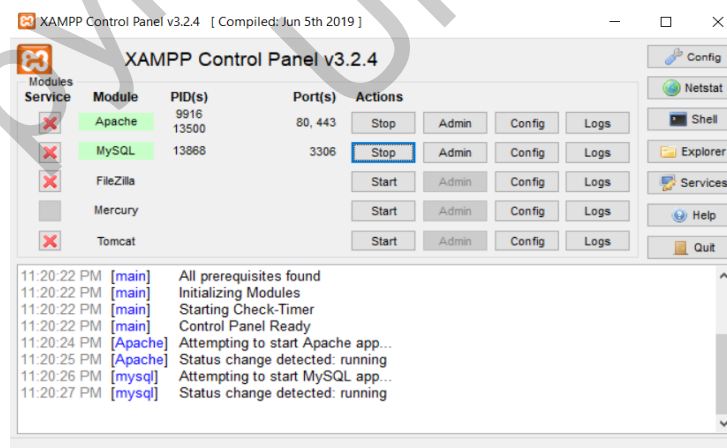 XAMPP Control Panel v3.2.4 [ Compiled: Jun 5th 2019 ]
XAMPP Control Panel v3.2.4
Config
Modules
Service Module PID(s) Port(s) Actions
Netstat
Apache 9916 13500 80, 443 Stop Admin Config Logs
Shell
MySQL 13868 3306 Stop Admin Config Logs
Explorer
FileZilla Start Admin Config Logs
Services
Mercury Start Admin Config Logs
Help
Tomcat Start Admin Config Logs
Quit
11:20:22 PM [main] All prerequisites found
11:20:22 PM [main] Initializing Modules
11:20:22 PM [main] Starting Check-Timer
11:20:22 PM [main] Control Panel Ready
11:20:24 PM [Apache] Attempting to start Apache app...
11:20:25 PM [Apache] Status change detected: running
11:20:26 PM [mysql] Attempting to start MySQL app...
11:20:27 PM [mysql] Status change detected: running